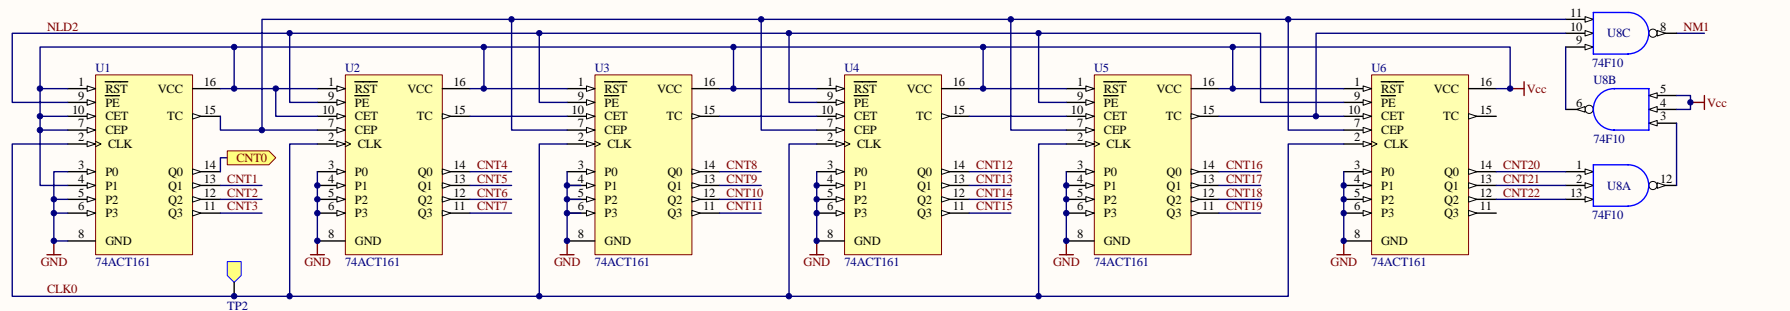 NLD2
U1
1 RST VCC 16
9 PE
10 CET TC 15
7 CEP
2 CLK
CNT0
3 P0 Q0 14
4 P1 Q1 13 CNT1
5 P2 Q2 12 CNT2
6 P3 Q3 11 CNT3
8 GND
GND
74ACT161
CLK0
TP2
U2
1 RST VCC 16
9 PE
10 CET TC 15
7 CEP
2 CLK
3 P0 Q0 14 CNT4
4 P1 Q1 13 CNT5
5 P2 Q2 12 CNT6
6 P3 Q3 11 CNT7
8 GND
GND
74ACT161
U3
1 RST VCC 16
9 PE
10 CET TC 15
7 CEP
2 CLK
3 P0 Q0 14 CNT8
4 P1 Q1 13 CNT9
5 P2 Q2 12 CNT10
6 P3 Q3 11 CNT11
8 GND
GND
74ACT161
U4
1 RST VCC 16
9 PE
10 CET TC 15
7 CEP
2 CLK
3 P0 Q0 14 CNT12
4 P1 Q1 13 CNT13
5 P2 Q2 12 CNT14
6 P3 Q3 11 CNT15
8 GND
GND
74ACT161
U5
1 RST VCC 16
9 PE
10 CET TC 15
7 CEP
2 CLK
3 P0 Q0 14 CNT16
4 P1 Q1 13 CNT17
5 P2 Q2 12 CNT18
6 P3 Q3 11 CNT19
8 GND
GND
74ACT161
U6
1 RST VCC 16 Vcc
9 PE
10 CET TC 15
7 CEP
2 CLK
3 P0 Q0 14 CNT20
4 P1 Q1 13 CNT21
5 P2 Q2 12 CNT22
6 P3 Q3 11
8 GND
GND
74ACT161
11
10 U8C 8 NM1
9
74F10
U8B
5
6 4 Vcc
3
74F10
1
2 U8A 12
13
74F10